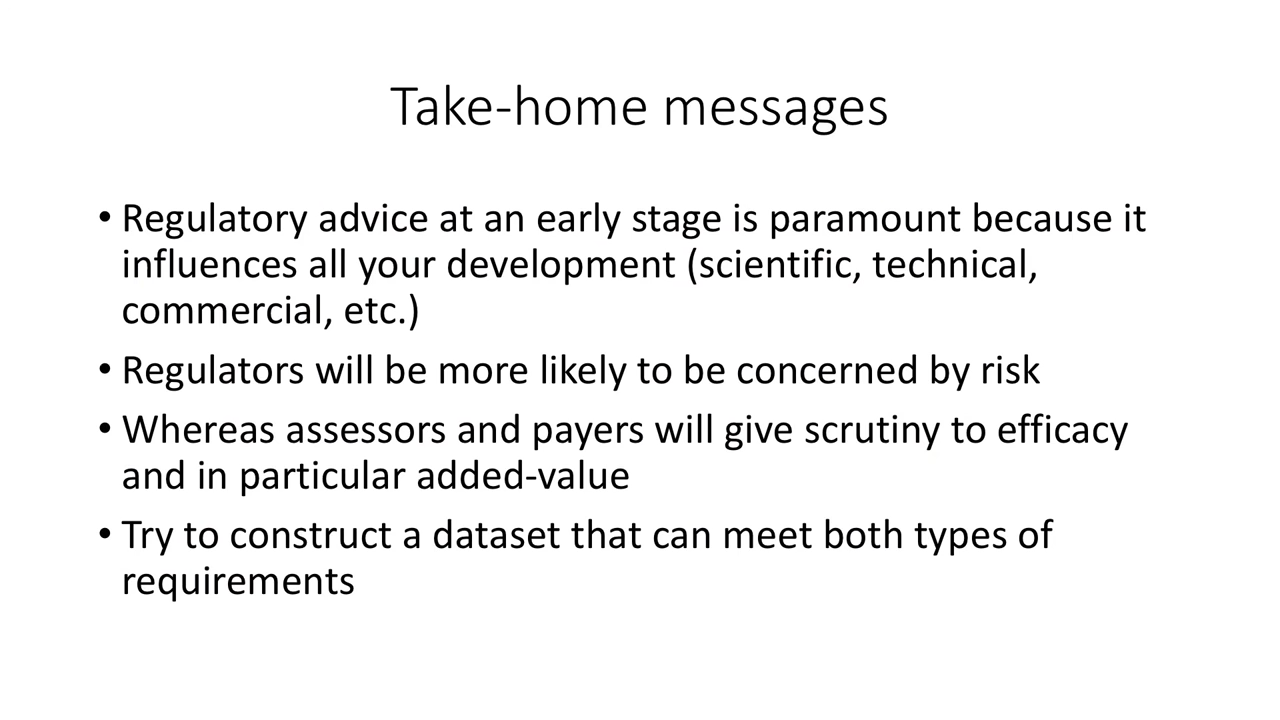 Take-home messages
• Regulatory advice at an early stage is paramount because it
influences all your development (scientific, technical,
commercial, etc.)
• Regulators will be more likely to be concerned by risk
• Whereas assessors and payers will give scrutiny to efficacy
and in particular added-value
• Try to construct a dataset that can meet both types of
requirements